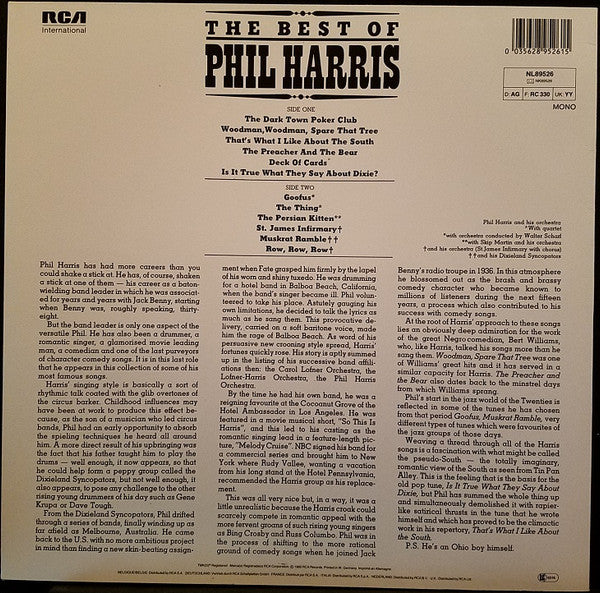 RCA
International
THE BEST OF
PHIL HARRIS
SIDE ONE
The Dark Town Poker Club
Woodman,Woodman, Spare That Tree
That's What I Like About The South
The Preacher And The Bear
Deck Of Cards*
Is It True What They Say About Dixie?
SIDE TWO
Goofus*
The Thing*
The Persian Kitten**
St. James Infirmary†
Muskrat Ramble††
Row, Row, Row†
0 035628 952615
NL89526
D: AG F: RC 330 UK: YY
MONO
Phil Harris and his orchestra
*With quartet
*with orchestra conducted by Walter Scharf
**with Skip Martin and his orchestra
†and his orchestra (St.James Infirmary with chorus)
††and his Dixieland Syncopators
Phil Harris has had more careers than you
could shake a stick at. He has, of course, shaken
a stick at one of them — his career as a baton-
wielding band leader in which he was associat-
ed for years and years with Jack Benny, starting
when Benny was, roughly speaking, thirty-
eight.
But the band leader is only one aspect of the
versatile Phil. He has also been a drummer, a
romantic singer, a glamorised movie leading
man, a comedian and one of the last purveyors
of character comedy songs. It is in this last role
that he appears in this collection of some of his
most famous songs.
Harris' singing style is basically a sort of
rhythmic talk coated with the glib overtones of
the circus barker. Childhood influences may
have been at work to produce this effect be-
cause, as the son of a musician who led circus
bands, Phil had an early opportunity to absorb
the spieling techniques he heard all around
him. A more direct result of his upbringing was
the fact that his father taught him to play the
drums — well enough, it now appears, so that
he could help form a peppy group called the
Dixieland Syncopators, but not well enough, it
also appears, to pose any challenge to the other
rising young drummers of his day such as Gene
Krupa or Dave Tough.
From the Dixieland Syncopators, Phil drifted
through a series of bands, finally winding up as
far afield as Melbourne, Australia. He came
back to the U.S. with no more ambitious project
in mind than finding a new skin-beating assign-
ment when Fate grasped him firmly by the lapel
of his worn and shiny tuxedo. He was drumming
for a hotel band in Balboa Beach, California,
when the band's singer became ill. Phil volun-
teered to take his place. Astutely gauging his
own limitations, he decided to talk the lyrics as
much as he sang them. This provocative de-
livery, carried on a soft baritone voice, made
him the rage of Balboa Beach. As word of his
persuasive new crooning style spread, Harris'
fortunes quickly rose. His story is aptly summed
up in the listing of his successive band affilia-
tions then: the Carol Lofner Orchestra, the
Lofner-Harris Orchestra, the Phil Harris
Orchestra.
By the time he had his own band, he was a
reigning favourite at the Cocoanut Grove of the
Hotel Ambassador in Los Angeles. He was
featured in a movie musical short, "So This Is
Harris", and this led to his casting as the
romantic singing lead in a feature-length pic-
ture, "Melody Cruise". NBC signed his band for
a commercial series and brought him to New
York where Rudy Vallee, wanting a vacation
from his long stand at the Hotel Pennsylvania,
recommended the Harris group as his replace-
ment.
This was all very nice but, in a way, it was a
little unrealistic because the Harris croak could
scarcely compete in romantic appeal with the
more fervent groans of such rising young singers
as Bing Crosby and Russ Columbo. Phil was in
the process of shifting to the more rational
ground of comedy songs when he joined Jack
Benny's radio troupe in 1936. In this atmosphere
he blossomed out as the brash and brassy
comedy character who became known to
millions of listeners during the next fifteen
years, a process which also contributed to his
success with comedy songs.
At the root of Harris' approach to these songs
lies an obviously deep admiration for the work
of the great Negro comedian, Bert Williams,
who, like Harris, talked his songs more than he
sang them. Woodman, Spare That Tree was one
of Williams' great hits and it has served in a
similar capacity for Harris. The Preacher and
the Bear also dates back to the minstrel days
from which Williams sprang.
Phil's start in the jazz world of the Twenties is
reflected in some of the tunes he has chosen
from that period Goofus, Muskrat Ramble, very
different types of tunes which were favourites of
the jazz groups of those days.
Weaving a thread through all of the Harris
songs is a fascination with what might be called
the pseudo-South — the totally imaginary,
romantic view of the South as seen from Tin Pan
Alley. This is the feeling that is the basis for the
old pop tune, Is It True What They Say About
Dixie, but Phil has summed the whole thing up
and simultaneously demolished it with rapier-
like satirical thrusts in the tune that he wrote
himself and which has proved to be the climactic
work in his repertory, That's What I Like About
the South.
P.S. He's an Ohio boy himself.